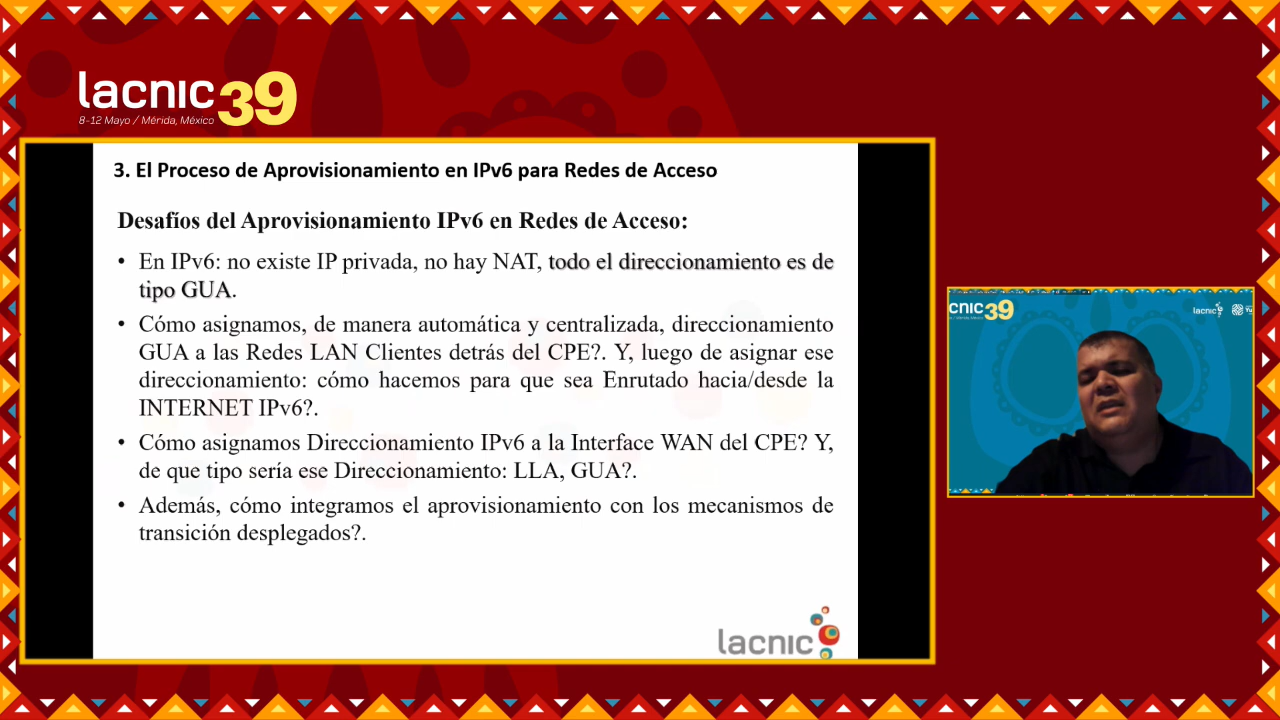 lacnic 39
8-12 Mayo / Mérida, México
3. El Proceso de Aprovisionamiento en IPv6 para Redes de Acceso
Desafíos del Aprovisionamiento IPv6 en Redes de Acceso:
• En IPv6: no existe IP privada, no hay NAT, todo el direccionamiento es de
tipo GUA.
• Cómo asignamos, de manera automática y centralizada, direccionamiento
GUA a las Redes LAN Clientes detrás del CPE?. Y, luego de asignar ese
direccionamiento: cómo hacemos para que sea Enrutado hacia/desde la
INTERNET IPv6?.
• Cómo asignamos Direccionamiento IPv6 a la Interface WAN del CPE? Y,
de que tipo sería ese Direccionamiento: LLA, GUA?.
• Además, cómo integramos el aprovisionamiento con los mecanismos de
transición desplegados?.
lacnic
cnic39
lacnic